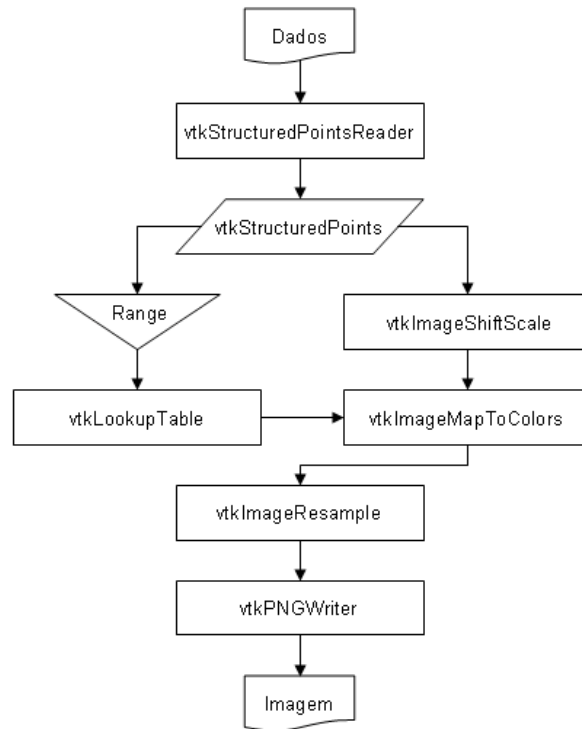 Dados
vtkStructuredPointsReader
vtkStructuredPoints
Range
vtkImageShiftScale
vtkLookupTable
vtkImageMapToColors
vtkImageResample
vtkPNGWriter
Imagem